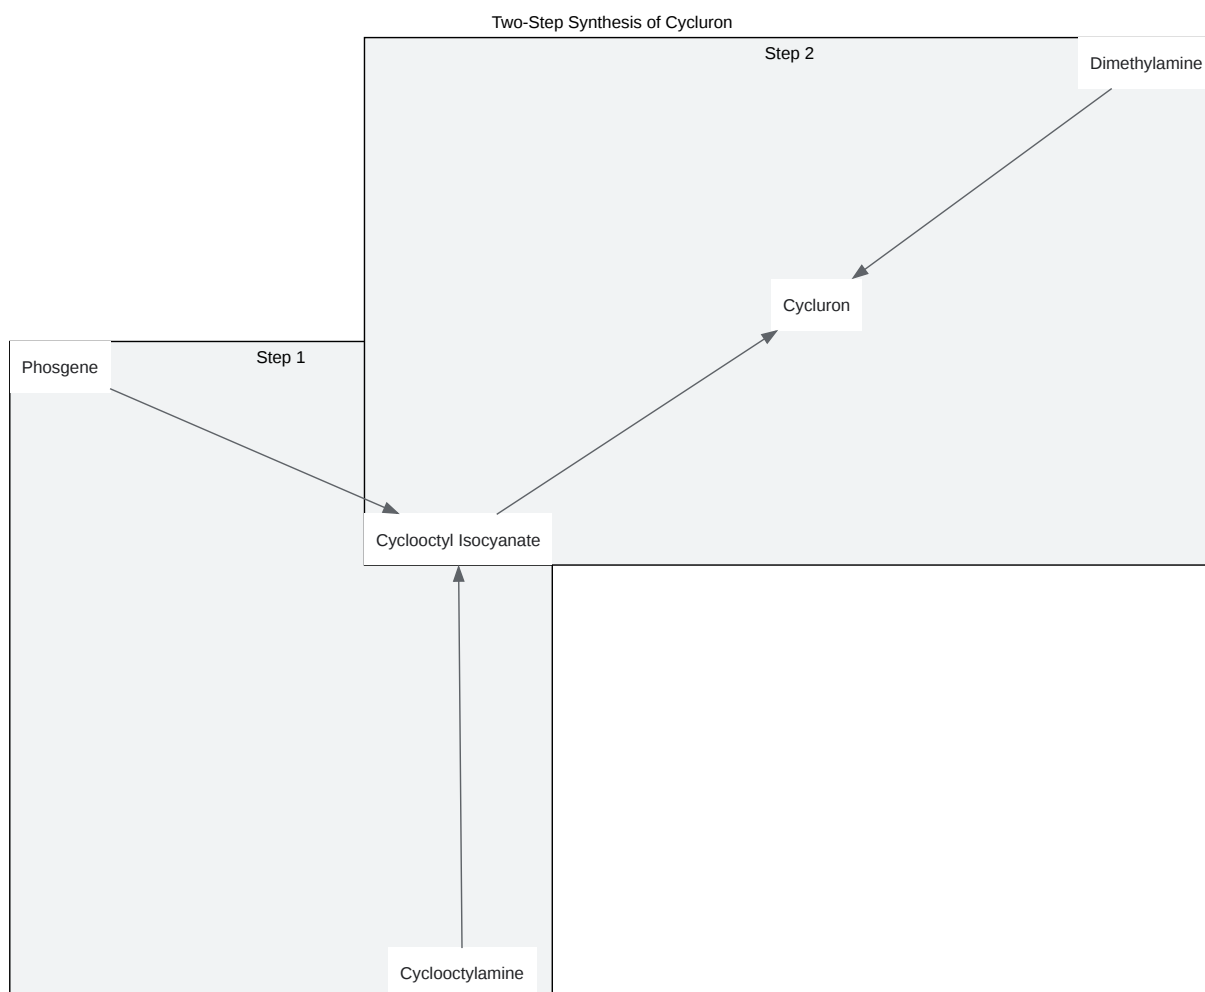 Two-Step Synthesis of Cycluron
Step 2
Dimethylamine
Cycluron
Step 1
Phosgene
Cyclooctyl Isocyanate
Cyclooctylamine